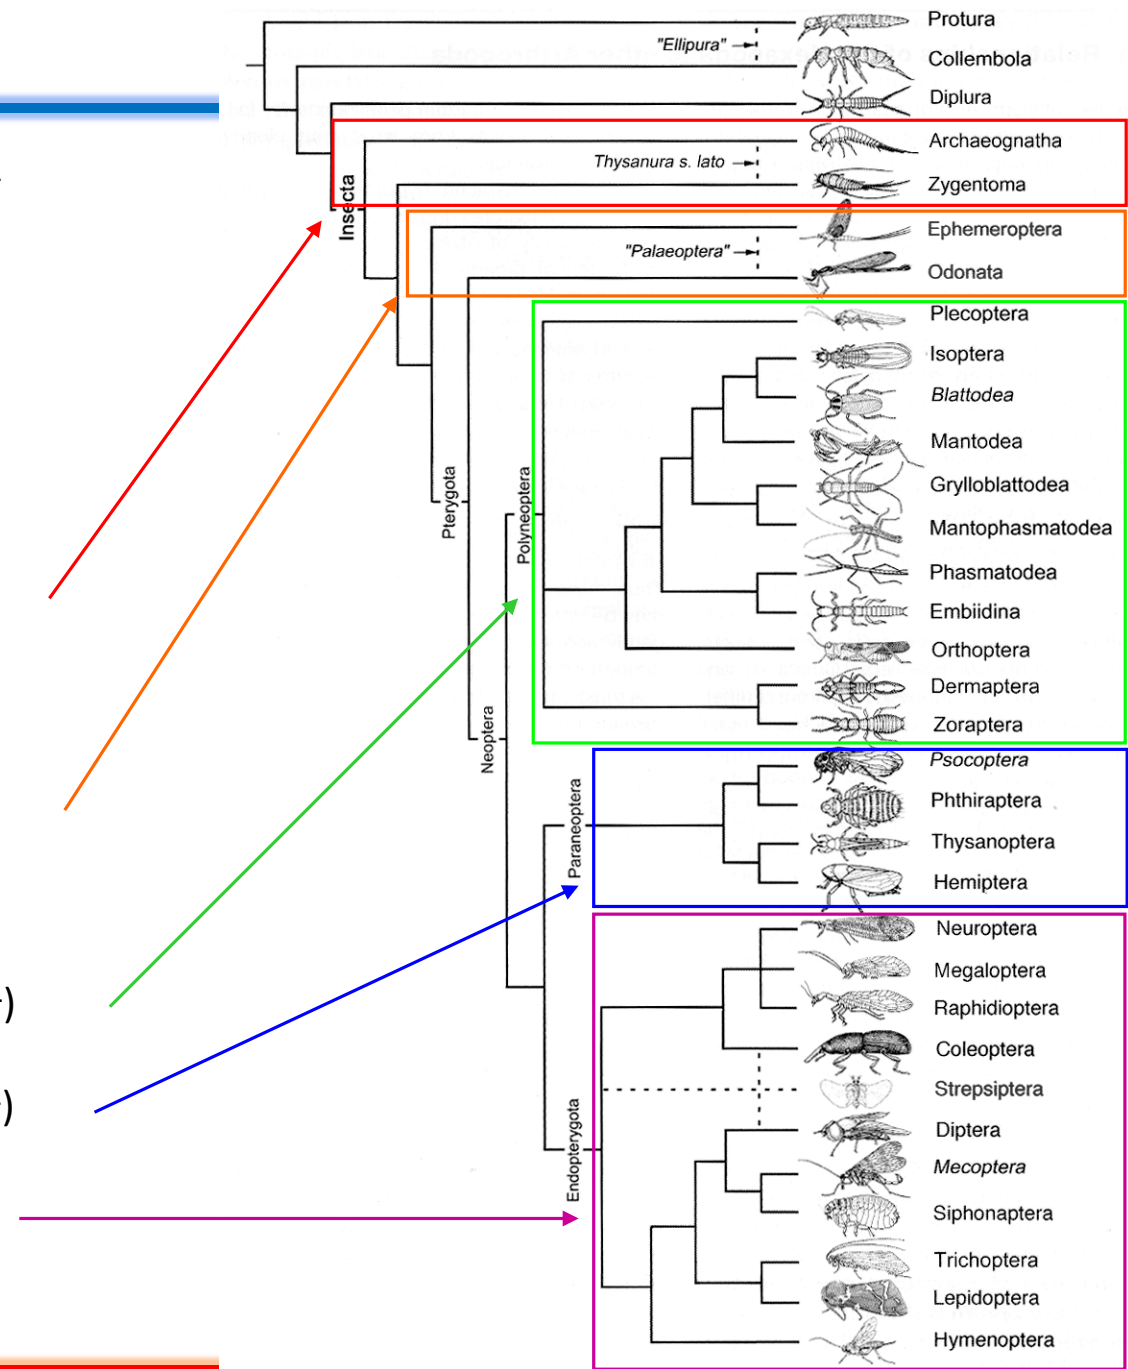 Protura
"Ellipura"
Collembola
Diplura
Archaeognatha
Thysanura s. lato
Zygentoma
Insecta
Ephemeroptera
"Palaeoptera"
Odonata
Plecoptera
Isoptera
Blattodea
Mantodea
Grylloblattodea
Pterygota
Polyneoptera
Mantophasmatodea
Phasmatodea
Embiidina
Orthoptera
Dermaptera
Zoraptera
Neoptera
Psocoptera
Phthiraptera
Paraneoptera
Thysanoptera
Hemiptera
Neuroptera
Megaloptera
Raphidioptera
)
Coleoptera
Strepsiptera
)
Diptera
Endopterygota
Mecoptera
Siphonaptera
Trichoptera
Lepidoptera
Hymenoptera